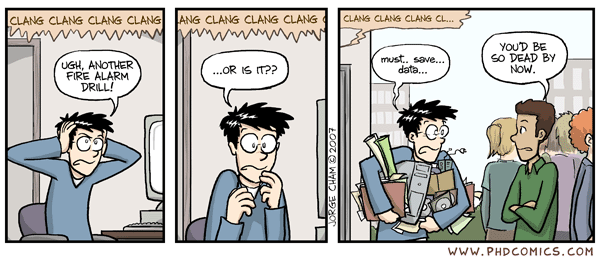 CLANG CLANG CLANG CLANG
UGH, ANOTHER
FIRE ALARM
DRILL!
ANG CLANG CLANG CLANG C
...OR IS IT??
CLANG CLANG CLANG CL...
must.. save...
data...
YOU'D BE
SO DEAD BY
NOW.
JORGE CHAM © 2007
WWW.PHDCOMICS.COM